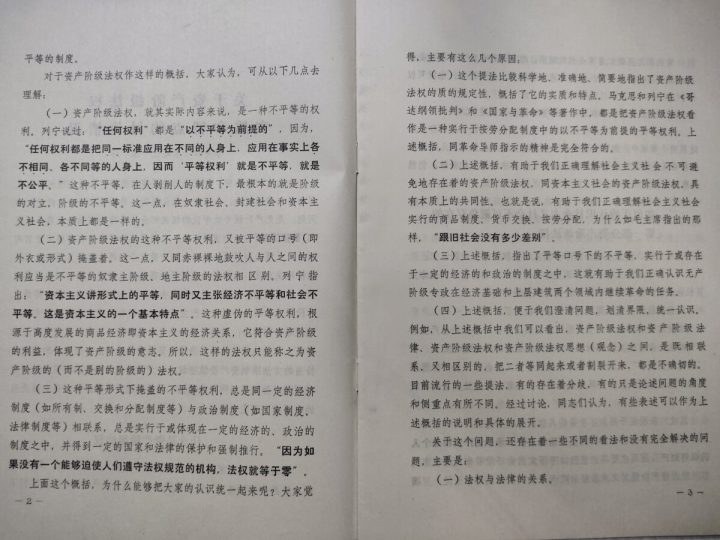 平等的制度。
对于资产阶级法权作这样的概括，大家认为，可从以下几点去
理解：
（一）资产阶级法权，就其实际内容来说，是一种不平等的权
利。列宁说过：“任何权利”都是“以不平等为前提的”，因为，
“任何权利都是把同一标准应用在不同的人身上，应用在事实上各
不相同、各不同等的人身上，因而‘平等权利’就是不平等，就是
不公平。”这种不平等，在人剥削人的制度下，最根本的就是阶级
的对立，阶级的不平等。这一点，在奴隶社会，封建社会和资本主
义社会，本质上都是一样的。
（二）资产阶级法权的这种不平等权利，又被平等的口号（即
外衣或形式）掩盖着。这一点，又同赤裸裸地鼓吹人与人之间的权
利应当是不平等的奴隶主阶级、地主阶级的法权相区别。列宁指
出：“资本主义讲形式上的平等，同时又主张经济不平等和社会不
平等。这是资本主义的一个基本特点”。这种虚伪的平等权利，根
源于高度发展的商品经济即资本主义的经济关系，它符合资产阶级
的利益，体现了资产阶级的意志。所以，这样的法权只能称之为资
产阶级的（而不是别的阶级的）法权。
（三）这种平等形式下掩盖的不平等权利，总是同一定的经济
制度（如所有制、交换和分配制度等）与政治制度（如国家制度、
法律制度等）相联系，总是实行于或体现在一定的经济的、政治的
制度之中，并得到一定的国家和法律的保护和强制推行。“因为如
果没有一个能够迫使人们遵守法权规范的机构，法权就等于零”。
上面这个概括，为什么能够把大家的认识统一起来呢？大家觉
—2—
得，主要有这么几个原因：
（一）这个提法比较科学地、准确地、简要地指出了资产阶级
法权的质的规定性，概括了它的实质和特点。马克思和列宁在《哥
达纲领批判》和《国家与革命》等著作中，都是把资产阶级法权看
作是一种实行于按劳分配制度中的以不平等为前提的平等权利。上
述概括，同革命导师指示的精神是完全符合的。
（二）上述概括，有助于我们正确理解社会主义社会不可避
免地存在着的资产阶级法权，同资本主义社会的资产阶级法权，具
有本质上的共同性。也就是说，有助于我们正确理解社会主义社会
实行的商品制度、货币交换、按劳分配，为什么如毛主席指出的那
样，“跟旧社会没有多少差别”。
（三）上述概括，指出了平等口号下的不平等，实行于或存在
于一定的经济的和政治的制度之中，这就有助于我们正确认识无产
阶级专政在经济基础和上层建筑两个领域内继续革命的任务。
（四）上述概括，便于我们澄清问题，划清界限，统一认识。
例如，从上述概括中我们可以看出，资产阶级法权和资产阶级法
律、资产阶级法权和资产阶级法权思想（观念）之间，是既相联
系，又相区别的，把二者等同起来或者割裂开来，都是不确切的。
目前流行的一些提法，有的存在着分歧，有的只是论述问题的角度
和侧重点有所不同。经过讨论，同志们认为，有些表述可以作为上
述概括的说明和具体的展开。
关于这个问题，还存在着一些不同的看法和没有完全解决的问
题，主要是：
（一）法权与法律的关系。
—3—